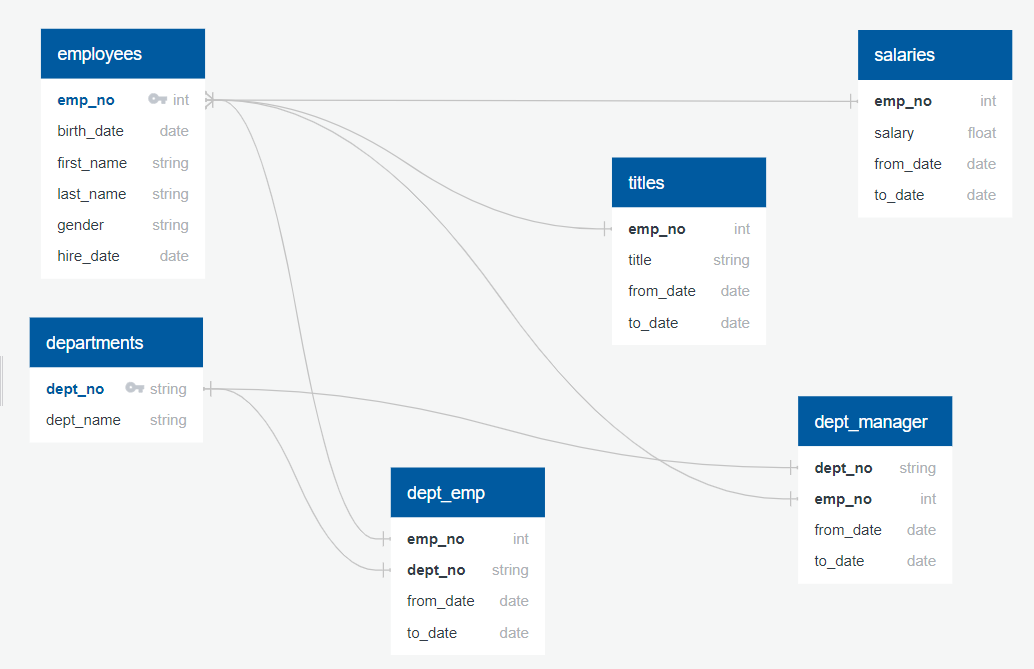 employees
emp_no int
birth_date date
first_name string
last_name string
gender string
hire_date date
salaries
emp_no int
salary float
from_date date
to_date date
titles
emp_no int
title string
from_date date
to_date date
departments
dept_no string
dept_name string
dept_manager
dept_no string
emp_no int
from_date date
to_date date
dept_emp
emp_no int
dept_no string
from_date date
to_date date